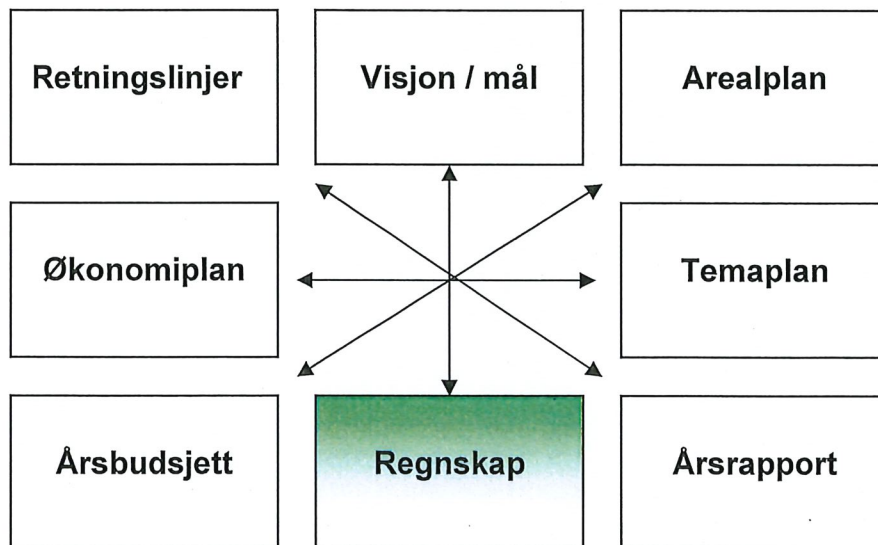 Retningslinjer
Visjon / mål
Arealplan
Økonomiplan
Temaplan
Årsbudsjett
Regnskap
Årsrapport